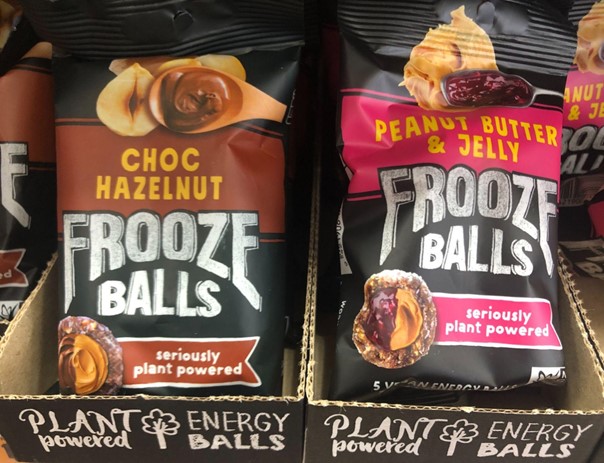 CHOC
HAZELNUT
FROOZE
BALLS
seriously
plant powered
PLANT ENERGY
powered BALLS
PEANUT BUTTER
& JELLY
FROOZE
BALLS
seriously
plant powered
5 VEGAN ENERGY BALLS
PLANT ENERGY
powered BALLS